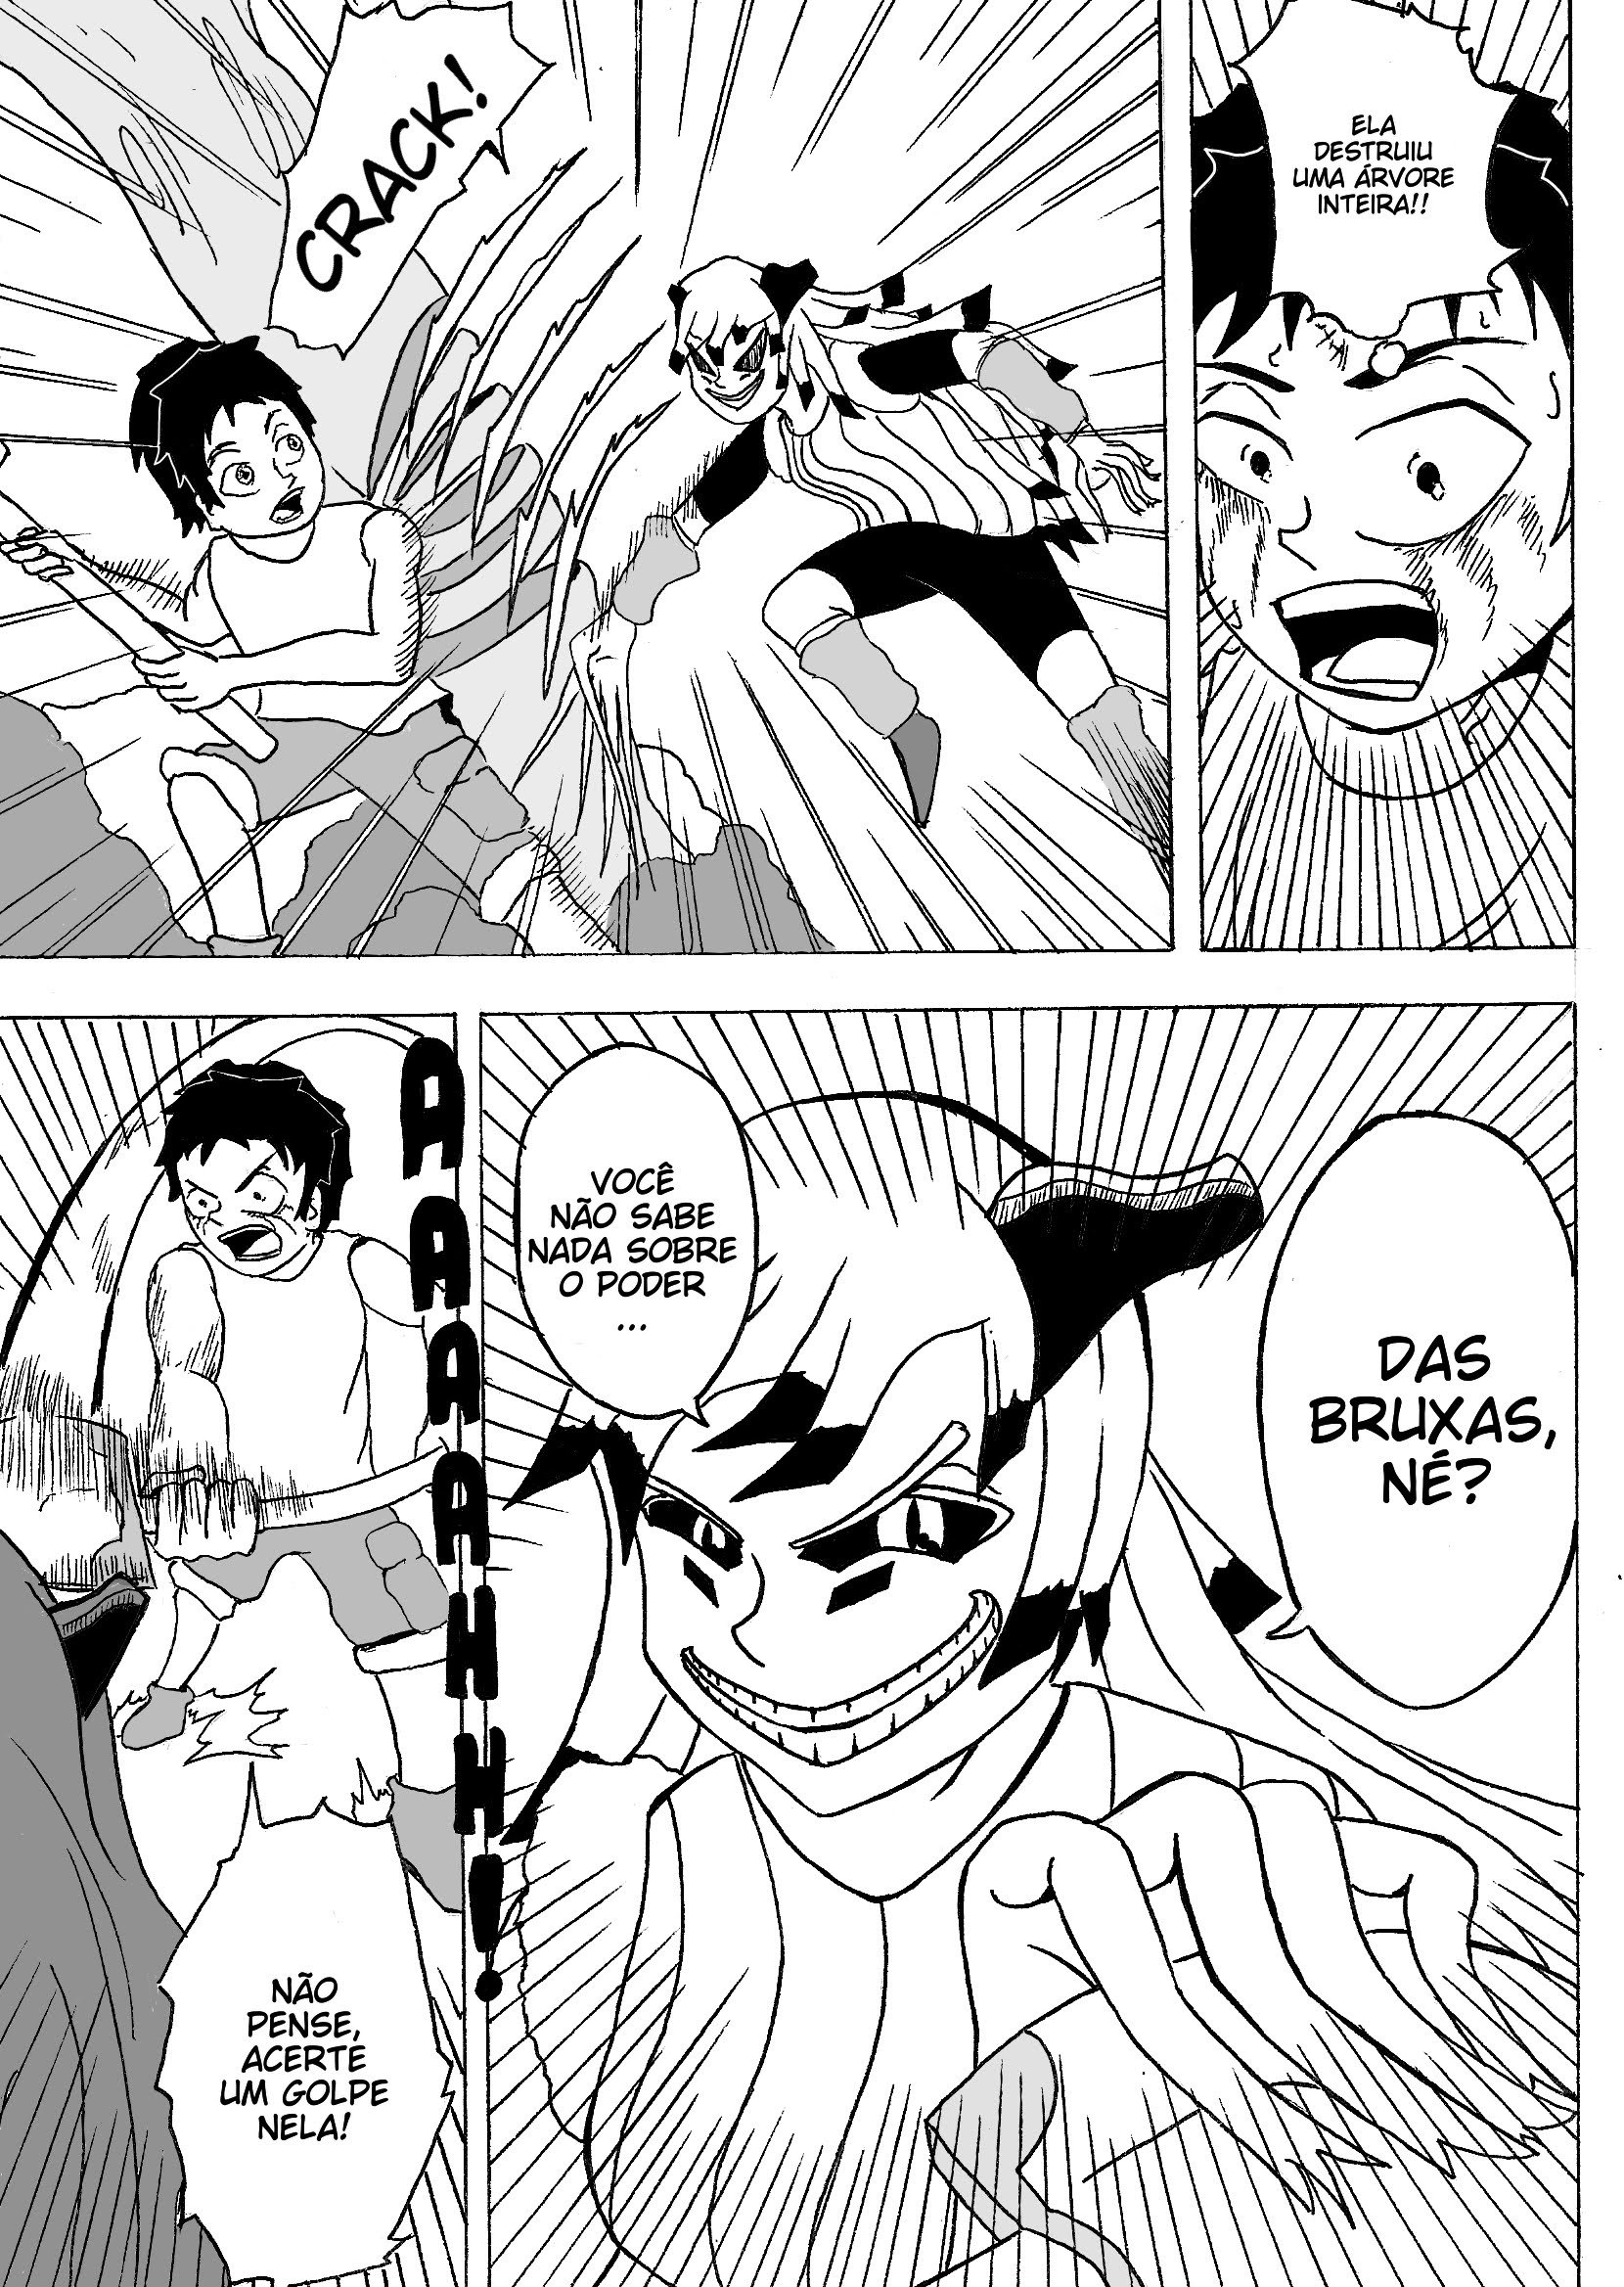 ELA
DESTRUIU
UMA ÁRVORE
INTEIRA!!
CRACK!
DAS
BRUXAS,
NÉ?
VOCÊ
NÃO SABE
NADA SOBRE
O PODER
...
AAAAAHHH!
NÃO
PENSE,
ACERTE
UM GOLPE
NELA!